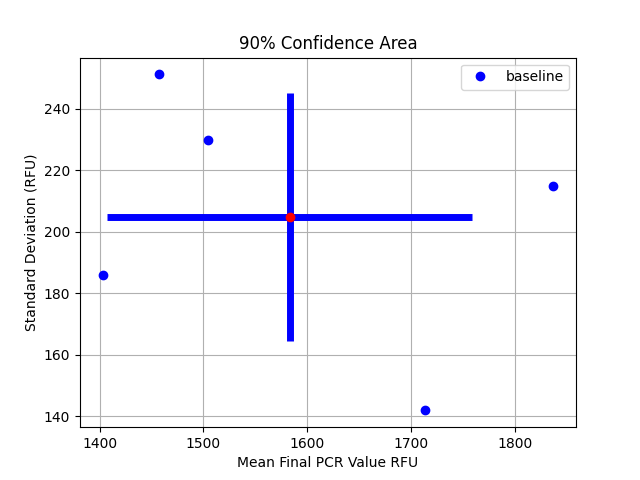 90% Confidence Area
baseline
Standard Deviation (RFU)
240
220
200
180
160
140
1400 1500 1600 1700 1800
Mean Final PCR Value RFU